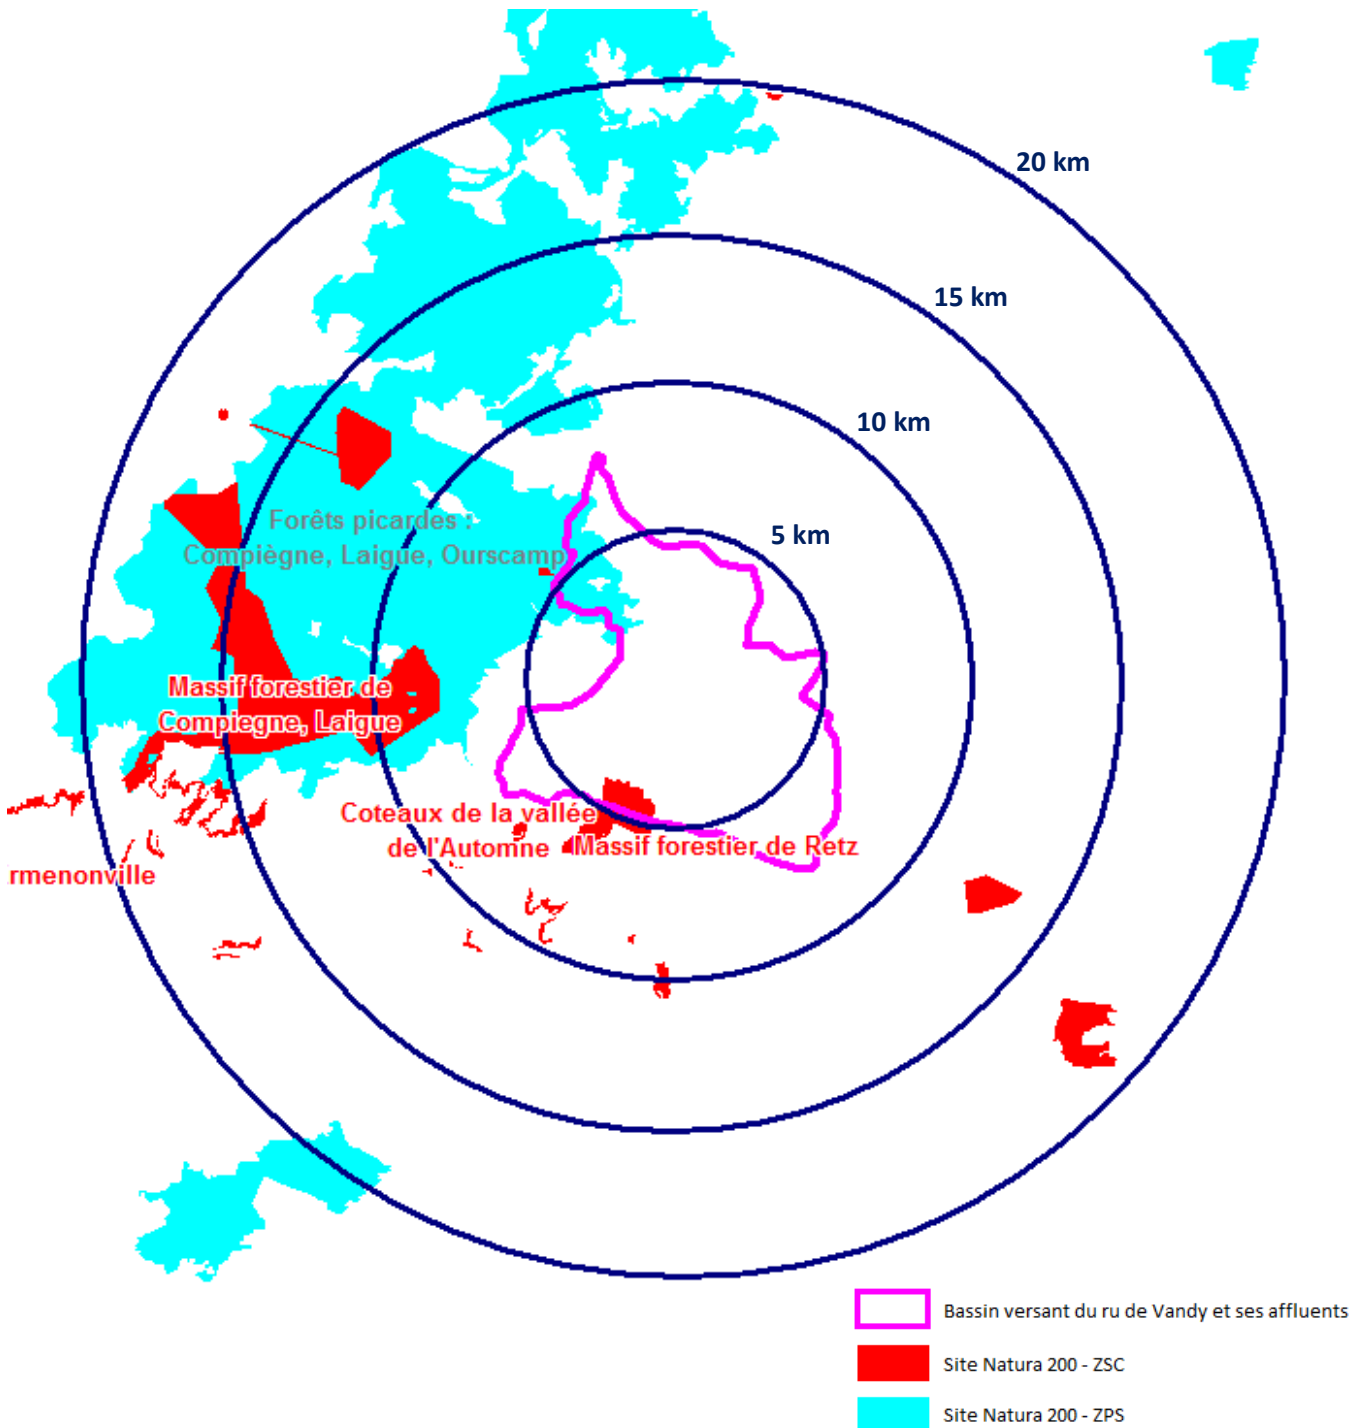 20 km
15 km
10 km
5 km
Forêts picardes :
Compiègne, Laigue, Ourscamp
Massif forestier de
Compiegne, Laigue
Coteaux de la vallée
de l'Automne
Massif forestier de Retz
rmenonville
Bassin versant du ru de Vandy et ses affluents
Site Natura 200 - ZSC
Site Natura 200 - ZPS